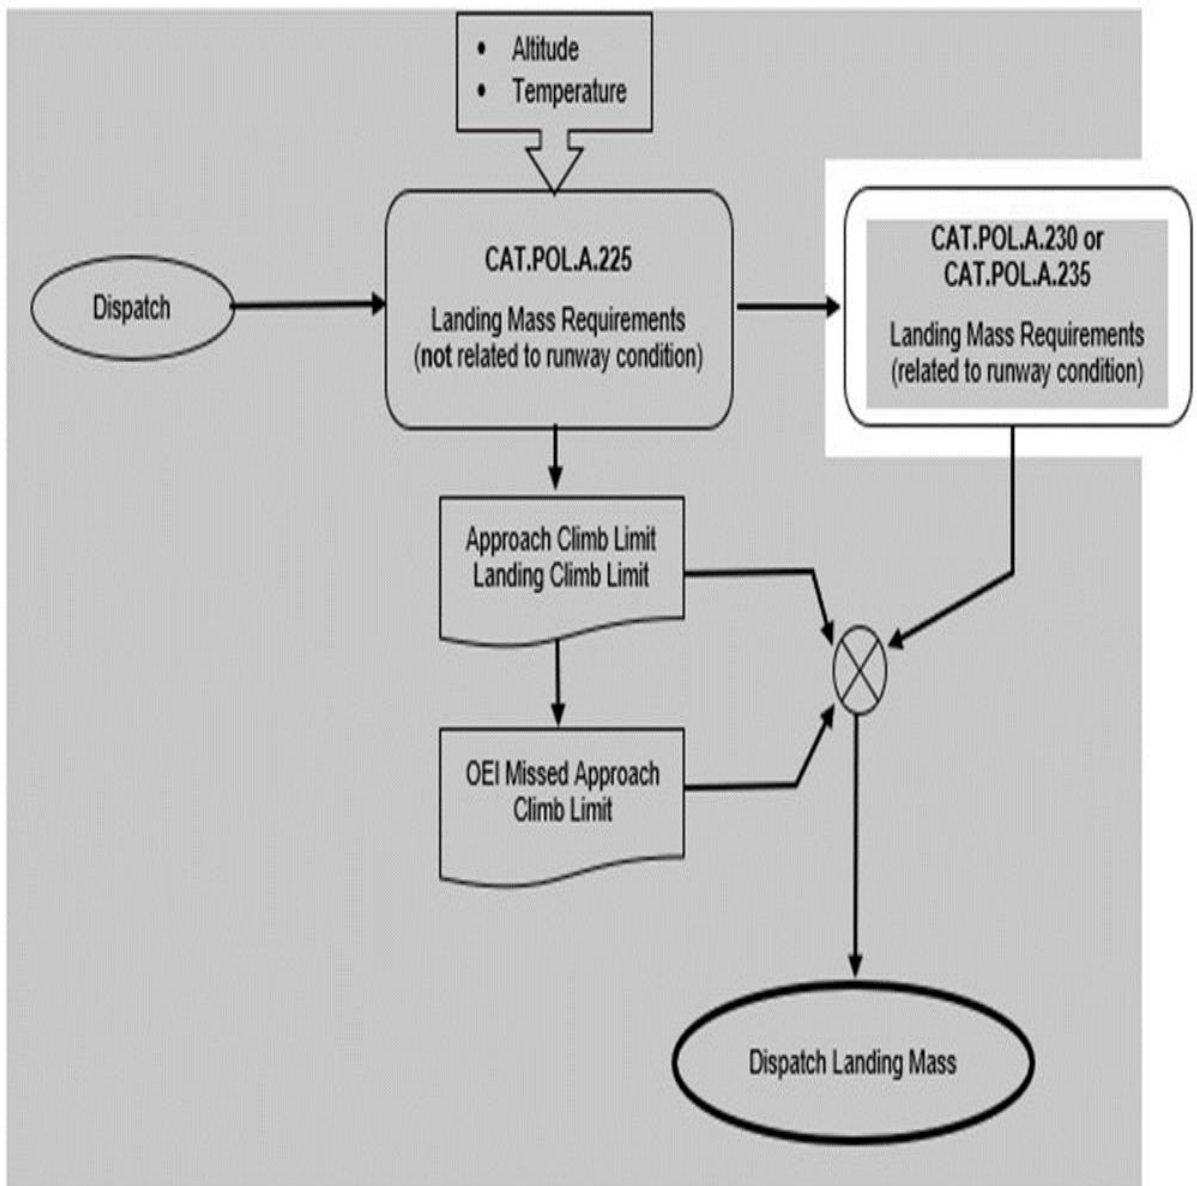 • Altitude
• Temperature
Dispatch
CAT.POL.A.225
Landing Mass Requirements
(not related to runway condition)
CAT.POL.A.230 or
CAT.POL.A.235
Landing Mass Requirements
(related to runway condition)
Approach Climb Limit
Landing Climb Limit
OEI Missed Approach
Climb Limit
Dispatch Landing Mass